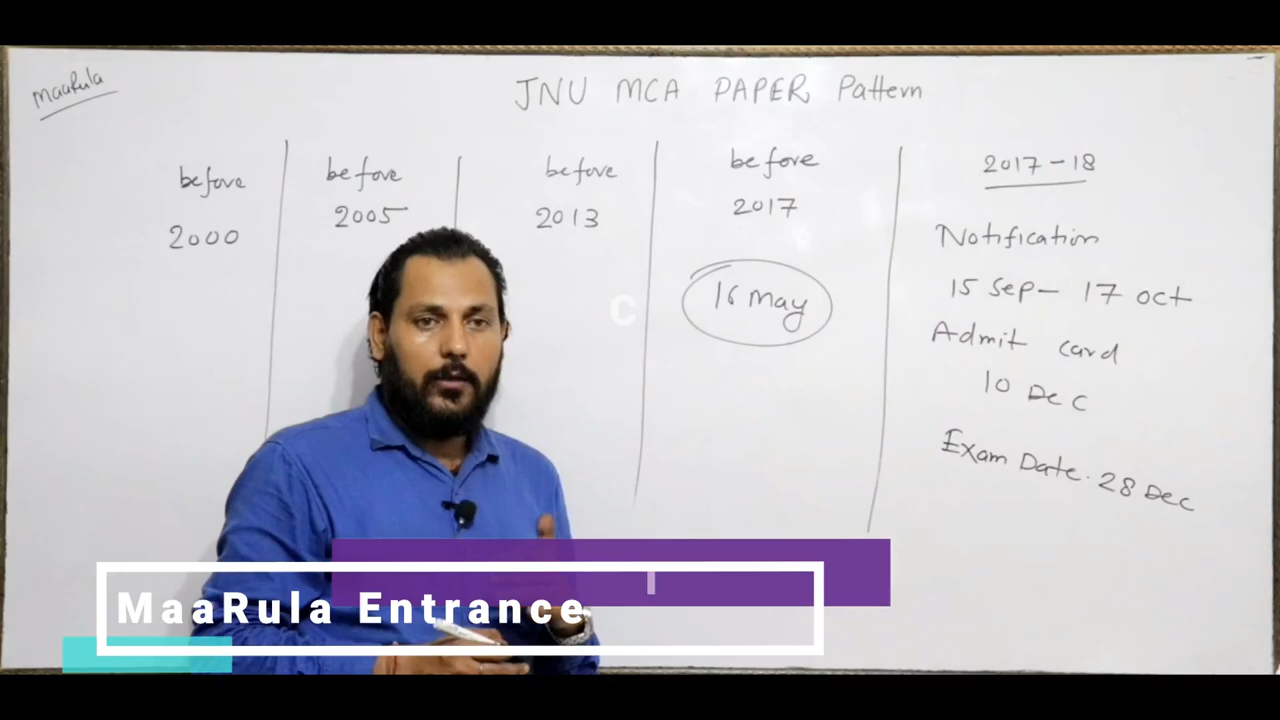 maaRula
JNU MCA PAPER Pattern
before
2000
before
2005
before
2013
before
2017
16 May
2017-18
Notification
15 Sep - 17 oct
Admit card
10 Dec
Exam Date. 28 Dec
C
MaaRula Entrance